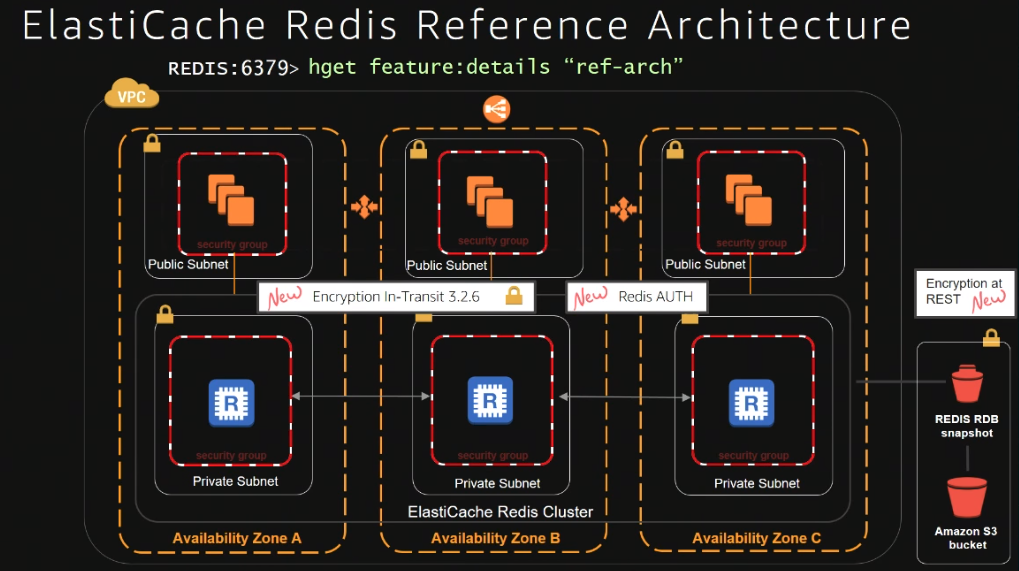 ElastiCache Redis Reference Architecture
REDIS:6379> hget feature:details “ref-arch”
VPC
security group
security group
security group
Public Subnet
Public Subnet
Public Subnet
New Encryption In-Transit 3.2.6
New Redis AUTH
Encryption at
REST New
R
R
R
security group
security group
security group
Private Subnet
Private Subnet
Private Subnet
ElastiCache Redis Cluster
Availability Zone A
Availability Zone B
Availability Zone C
REDIS RDB
snapshot
Amazon S3
bucket